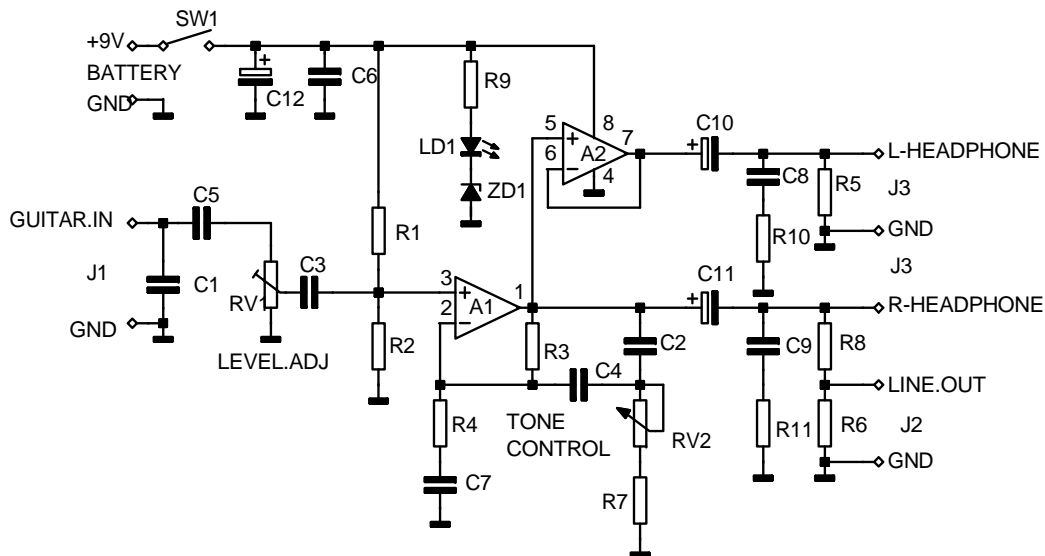 SW1
+9V
BATTERY
GND
+
C12
C6
R9
LD1
ZD1
5
6
+
−
A2
8
7
4
C10
+
L-HEADPHONE
C8
R5
J3
R10
GND
J3
C5
GUITAR.IN
J1
C1
GND
RV1
LEVEL.ADJ
C3
R1
R2
3
2
+
−
A1
1
C11
+
R-HEADPHONE
R3
C2
C9
R8
C4
LINE.OUT
R4
TONE
CONTROL
RV2
R11
R6
J2
GND
C7
R7